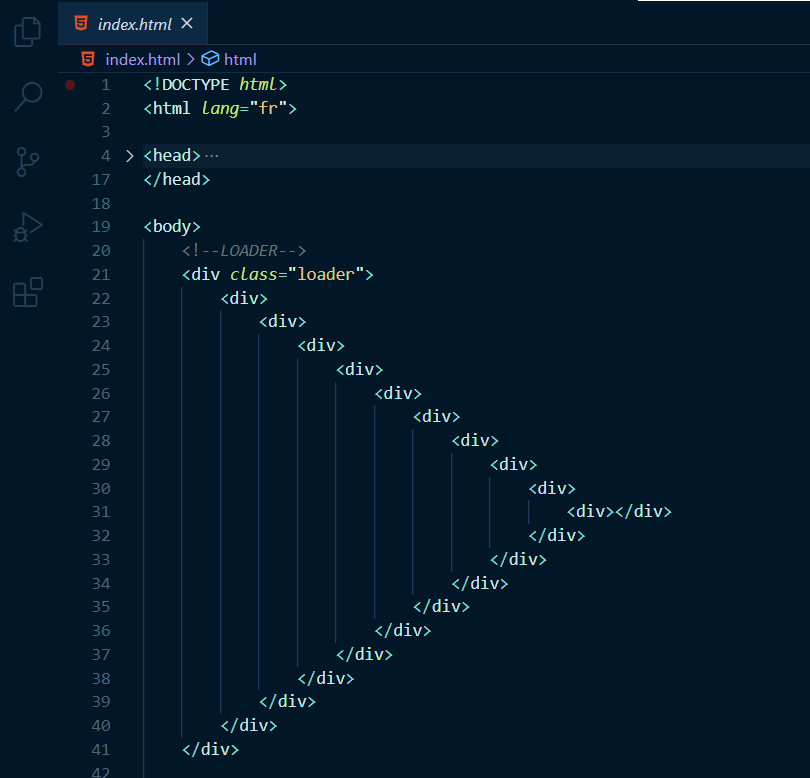 index.html
index.html > html
1 <!DOCTYPE html>
2 <html lang="fr">
3
4 <head>···
17 </head>
18
19 <body>
20     <!--LOADER-->
21     <div class="loader">
22         <div>
23             <div>
24                 <div>
25                     <div>
26                         <div>
27                             <div>
28                                 <div>
29                                     <div>
30                                         <div>
31                                             <div></div>
32                                         </div>
33                                     </div>
34                                 </div>
35                             </div>
36                         </div>
37                     </div>
38                 </div>
39             </div>
40         </div>
41     </div>
42